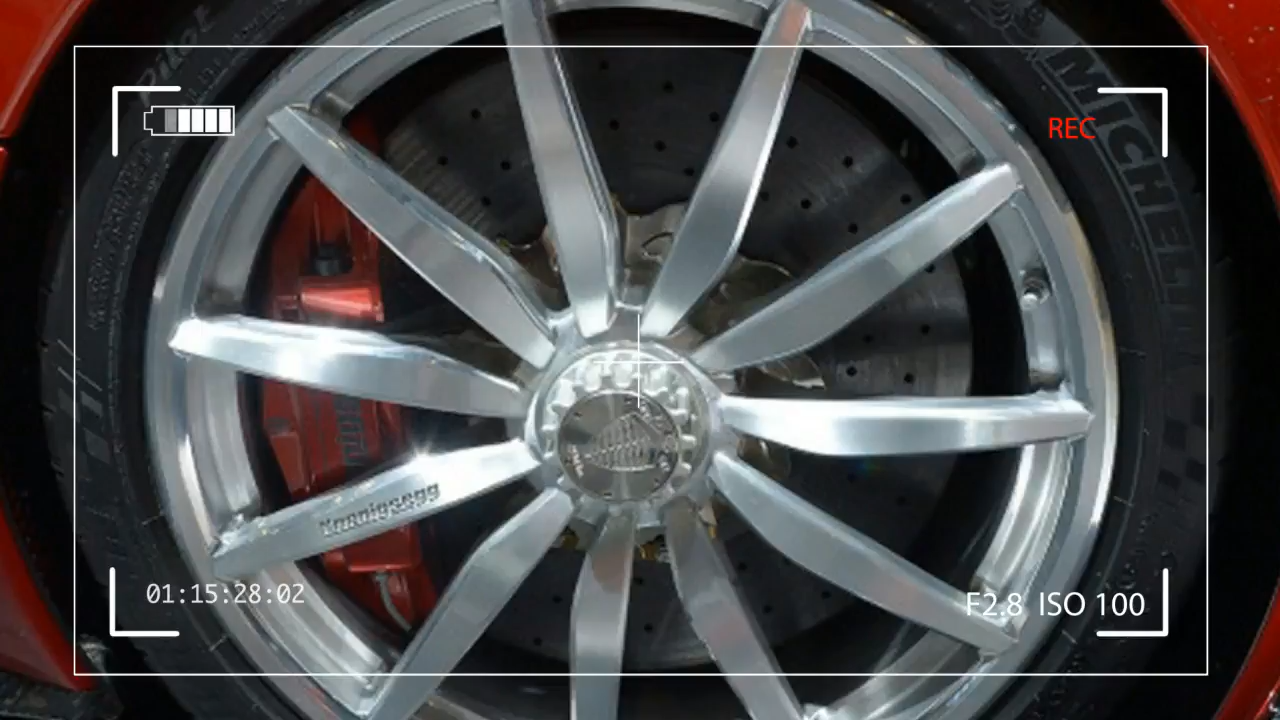 Pilot
REC
MICHELIN
Koenigsegg
01:15:28:02
F2.8 ISO 100